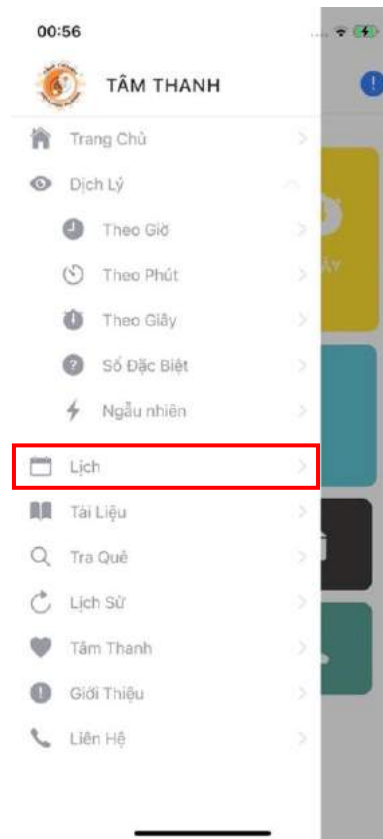 00:56
TÂM THANH
Trang Chủ
Dịch Lý
Theo Giờ
Theo Phút
Theo Giây
Số Đặc Biệt
Ngẫu nhiên
Lịch
Tài Liệu
Tra Quẻ
Lịch Sử
Tâm Thanh
Giới Thiệu
Liên Hệ